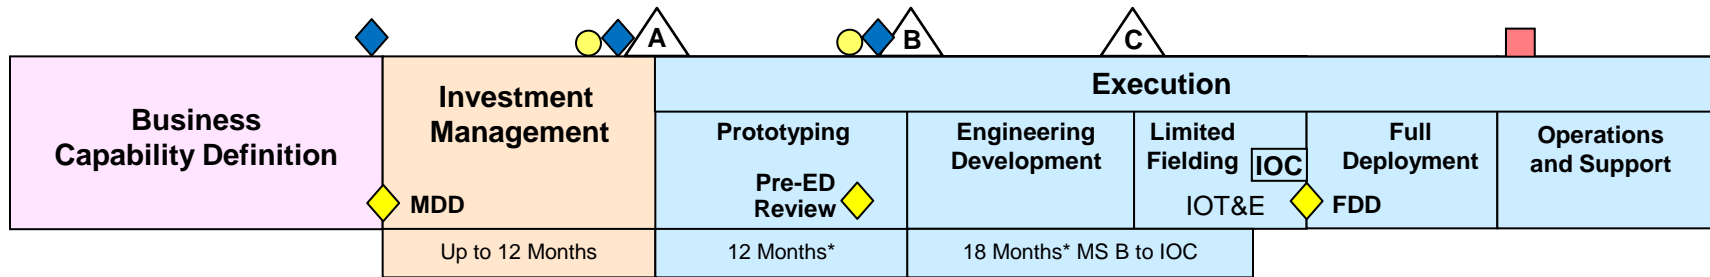 A
B
C
Business
Capability Definition
Investment
Management
Execution
Prototyping
Engineering
Development
Limited
Fielding
IOC
Full
Deployment
Operations
and Support
MDD
Pre-ED
Review
IOT&E
FDD
Up to 12 Months
12 Months*
18 Months* MS B to IOC